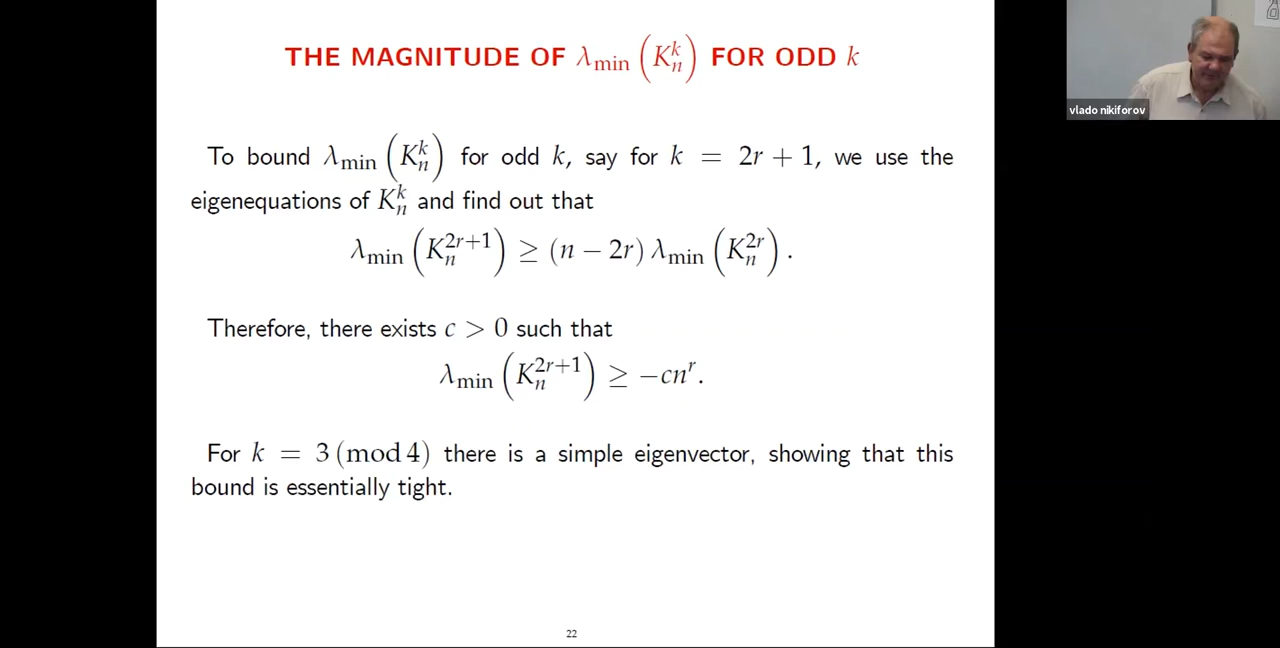 THE MAGNITUDE OF λ_min (K_n^k) FOR ODD k
vlado nikiforov
To bound λ_min (K_n^k) for odd k, say for k = 2r + 1, we use the
eigenequations of K_n^k and find out that
λ_min (K_n^{2r+1}) ≥ (n − 2r) λ_min (K_n^{2r}) .
Therefore, there exists c > 0 such that
λ_min (K_n^{2r+1}) ≥ −cn^r.
For k = 3 (mod 4) there is a simple eigenvector, showing that this
bound is essentially tight.
22